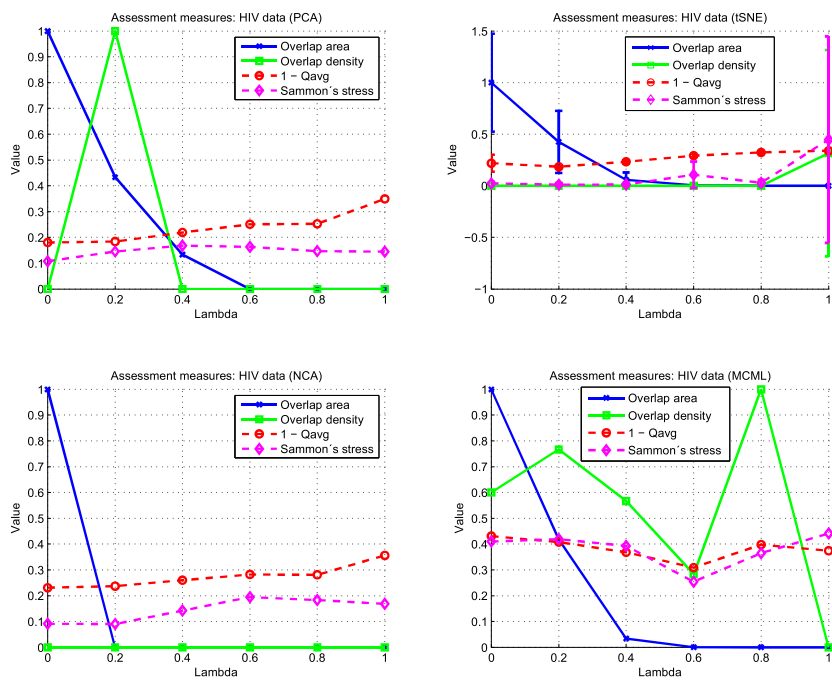 Assessment measures: HIV data (PCA)
1
0.9
0.8
0.7
0.6
0.5
0.4
0.3
0.2
0.1
0
Value
Overlap area
Overlap density
1 − Qavg
Sammon´s stress
0 0.2 0.4 0.6 0.8 1
Lambda
Assessment measures: HIV data (tSNE)
1.5
1
0.5
0
−0.5
−1
Value
Overlap area
Overlap density
1 − Qavg
Sammon´s stress
0 0.2 0.4 0.6 0.8 1
Lambda
Assessment measures: HIV data (NCA)
1
0.9
0.8
0.7
0.6
0.5
0.4
0.3
0.2
0.1
0
Value
Overlap area
Overlap density
1 − Qavg
Sammon´s stress
0 0.2 0.4 0.6 0.8 1
Lambda
Assessment measures: HIV data (MCML)
1
0.9
0.8
0.7
0.6
0.5
0.4
0.3
0.2
0.1
0
Value
Overlap area
Overlap density
1 − Qavg
Sammon´s stress
0 0.2 0.4 0.6 0.8 1
Lambda